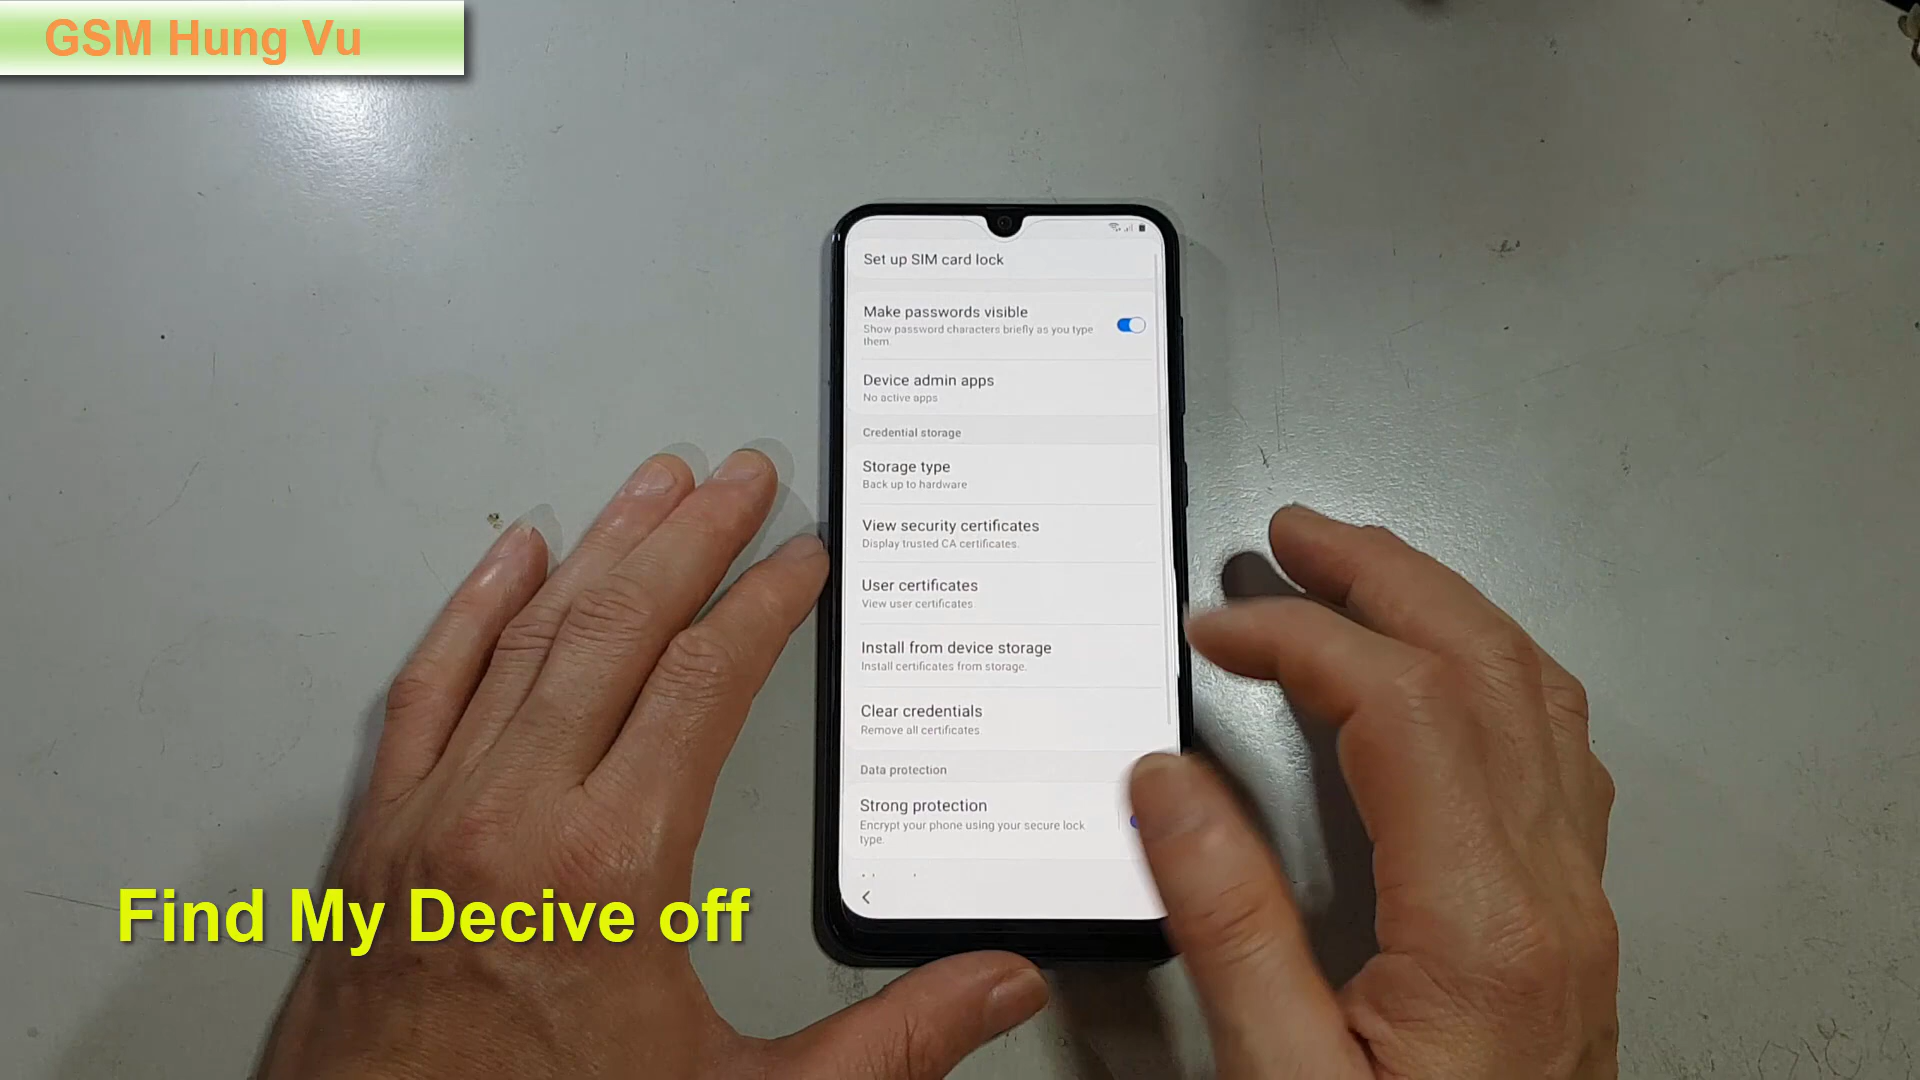 GSM Hung Vu
Set up SIM card lock
Make passwords visible
Show password characters briefly as you type
them.
Device admin apps
No active apps
Credential storage
Storage type
Back up to hardware
View security certificates
Display trusted CA certificates.
User certificates
View user certificates
Install from device storage
Install certificates from storage.
Clear credentials
Remove all certificates
Data protection
Strong protection
Encrypt your phone using your secure lock
type.
Find My Decive off